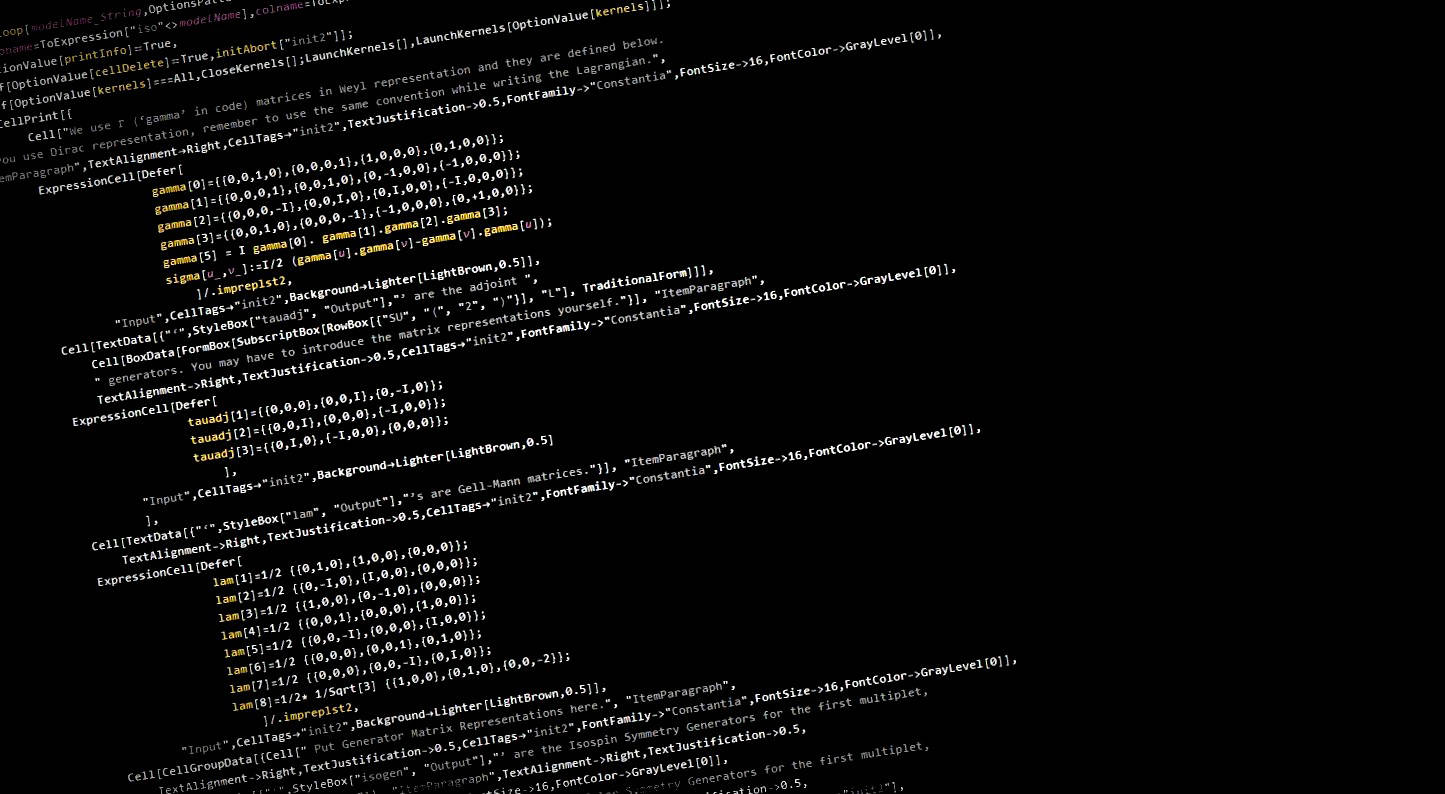 loop[modelName_String,OptionsPatt
oname=ToExpression["iso"<>modelName],colname=ToExpr
tionValue[printInfo]=True,
f[OptionValue[cellDelete]=True,initAbort["init2"]];
f[OptionValue[kernels]===All,CloseKernels[];LaunchKernels[],LaunchKernels[OptionValue[kernels]]];
CellPrint[{
Cell["We use Γ (‘gamma’ in code) matrices in Weyl representation and they are defined below.
you use Dirac representation, remember to use the same convention while writing the Lagrangian.",
emParagraph",TextAlignment→Right,CellTags→"init2",TextJustification->0.5,FontFamily->"Constantia",FontSize->16,FontColor->GrayLevel[0]],
ExpressionCell[Defer[
gamma[0]={{0,0,1,0},{0,0,0,1},{1,0,0,0},{0,1,0,0}};
gamma[1]={{0,0,0,1},{0,0,1,0},{0,-1,0,0},{-1,0,0,0}};
gamma[2]={{0,0,0,-I},{0,0,I,0},{0,I,0,0},{-I,0,0,0}};
gamma[3]={{0,0,1,0},{0,0,0,-1},{-1,0,0,0},{0,+1,0,0}};
gamma[5] = I gamma[0]. gamma[1].gamma[2].gamma[3];
sigma[u_,v_]:=I/2 (gamma[u].gamma[v]-gamma[v].gamma[u]);
]/.impreplst2,
"Input",CellTags→"init2",Background→Lighter[LightBrown,0.5]],
Cell[TextData[{"‘",StyleBox["tauadj", "Output"],"’ are the adjoint ",
Cell[BoxData[FormBox[SubscriptBox[RowBox[{"SU", "(", "2", ")"}], "L"], TraditionalForm]]],
" generators. You may have to introduce the matrix representations yourself."}], "ItemParagraph",
TextAlignment->Right,TextJustification->0.5,CellTags→"init2",FontFamily->"Constantia",FontSize->16,FontColor->GrayLevel[0]],
ExpressionCell[Defer[
tauadj[1]={{0,0,0},{0,0,I},{0,-I,0}};
tauadj[2]={{0,0,I},{0,0,0},{-I,0,0}};
tauadj[3]={{0,I,0},{-I,0,0},{0,0,0}};
],
"Input",CellTags→"init2",Background→Lighter[LightBrown,0.5]
],
Cell[TextData[{"‘",StyleBox["lam", "Output"],"’s are Gell-Mann matrices."}], "ItemParagraph",
TextAlignment->Right,TextJustification->0.5,CellTags→"init2",FontFamily->"Constantia",FontSize->16,FontColor->GrayLevel[0]],
ExpressionCell[Defer[
lam[1]=1/2 {{0,1,0},{1,0,0},{0,0,0}};
lam[2]=1/2 {{0,-I,0},{I,0,0},{0,0,0}};
lam[3]=1/2 {{1,0,0},{0,-1,0},{0,0,0}};
lam[4]=1/2 {{0,0,1},{0,0,0},{1,0,0}};
lam[5]=1/2 {{0,0,-I},{0,0,0},{I,0,0}};
lam[6]=1/2 {{0,0,0},{0,0,1},{0,1,0}};
lam[7]=1/2 {{0,0,0},{0,0,-I},{0,I,0}};
lam[8]=1/2* 1/Sqrt[3] {{1,0,0},{0,1,0},{0,0,-2}};
]/.impreplst2,
"Input",CellTags→"init2",Background→Lighter[LightBrown,0.5]],
Cell[CellGroupData[{Cell[" Put Generator Matrix Representations here.", "ItemParagraph",
TextAlignment->Right,TextJustification->0.5,CellTags→"init2",FontFamily->"Constantia",FontSize->16,FontColor->GrayLevel[0]],
StyleBox["isogen", "Output"],"’ are the Isospin Symmetry Generators for the first multiplet,
"ItemParagraph",TextAlignment->Right,TextJustification->0.5,
FontSize->16,FontColor->GrayLevel[0]],
Symmetry Generators for the first multiplet,